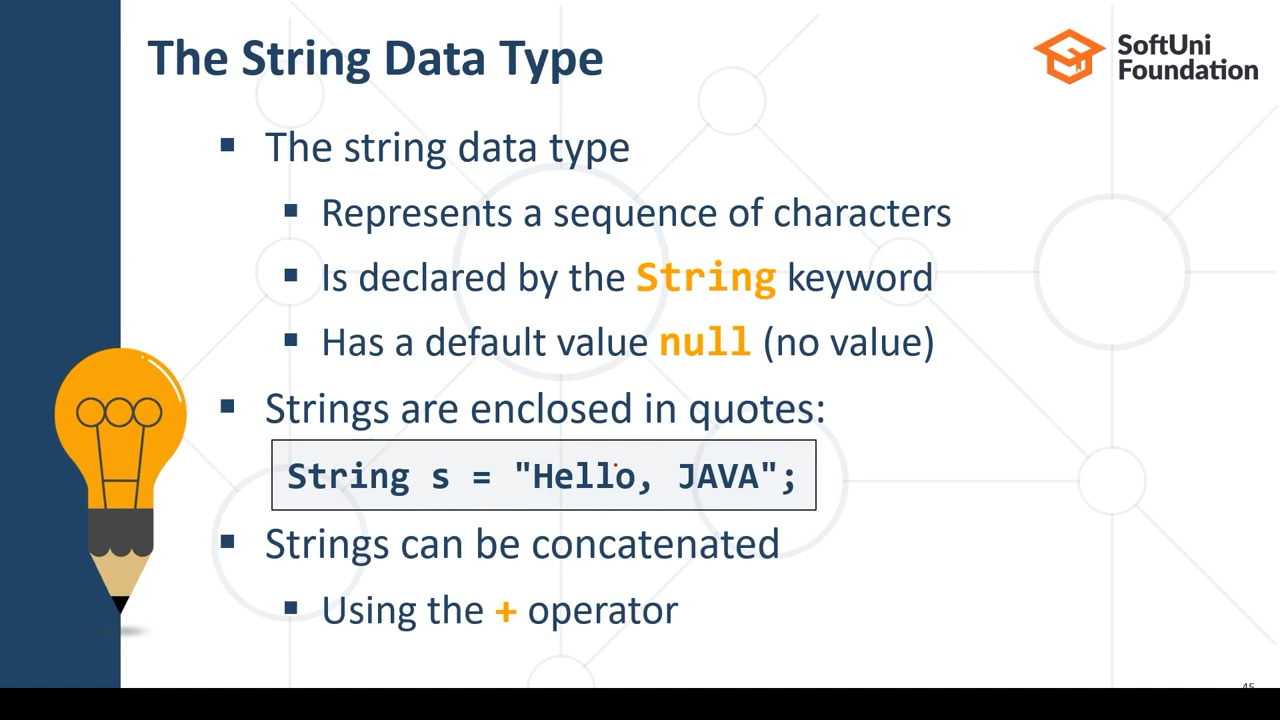 The String Data Type
SoftUni
Foundation
The string data type
Represents a sequence of characters
Is declared by the String keyword
Has a default value null (no value)
Strings are enclosed in quotes:
String s = "Hello, JAVA";
Strings can be concatenated
Using the + operator
45